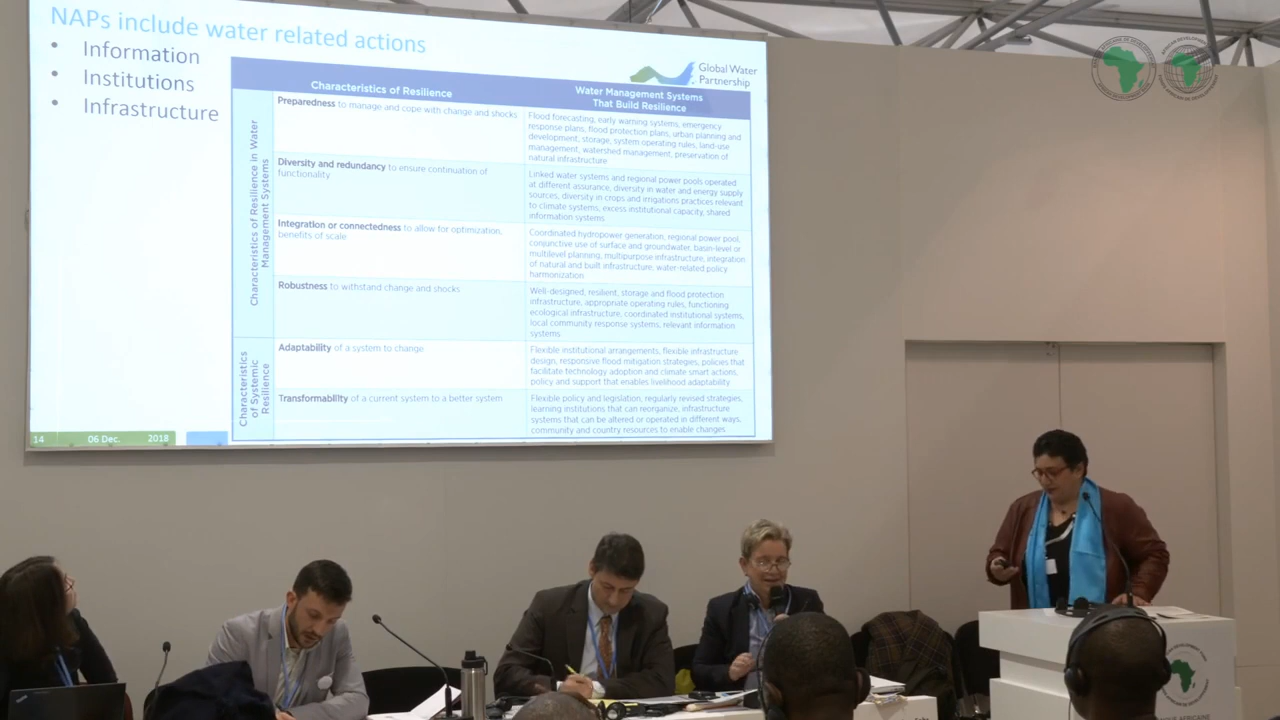 NAPs include water related actions
• Information
• Institutions
• Infrastructure
Global Water
Partnership
Characteristics of Resilience
Water Management Systems
That Build Resilience
Characteristics of Resilience in Water
Management Systems
Preparedness to manage and cope with change and shocks
Flood forecasting, early warning systems, emergency
response plans, flood protection plans, urban planning and
development, storage, system operating rules, land-use
management, watershed management, preservation of
natural infrastructure
Diversity and redundancy to ensure continuation of
functionality
Linked water systems and regional power pools operated
at different assurance, diversity in water and energy supply
sources, diversity in crops and irrigations practices relevant
to climate systems, excess institutional capacity, shared
information systems
Integration or connectedness to allow for optimization,
benefits of scale
Coordinated hydropower generation, regional power pool,
conjunctive use of surface and groundwater, basin-level or
multilevel planning, multipurpose infrastructure, integration
of natural and built infrastructure, water-related policy
harmonization
Robustness to withstand change and shocks
Well-designed, resilient, storage and flood protection
infrastructure, appropriate operating rules, functioning
ecological infrastructure, coordinated institutional systems,
local community response systems, relevant information
systems
Characteristics
of Systemic
Resilience
Adaptability of a system to change
Flexible institutional arrangements, flexible infrastructure
design, responsive flood mitigation strategies, policies that
facilitate technology adoption and climate smart actions,
policy and support that enables livelihood adaptability
Transformability of a current system to a better system
Flexible policy and legislation, regularly revised strategies,
learning institutions that can reorganize, infrastructure
systems that can be altered or operated in different ways,
community and country resources to enable changes
14 06 Dec. 2018